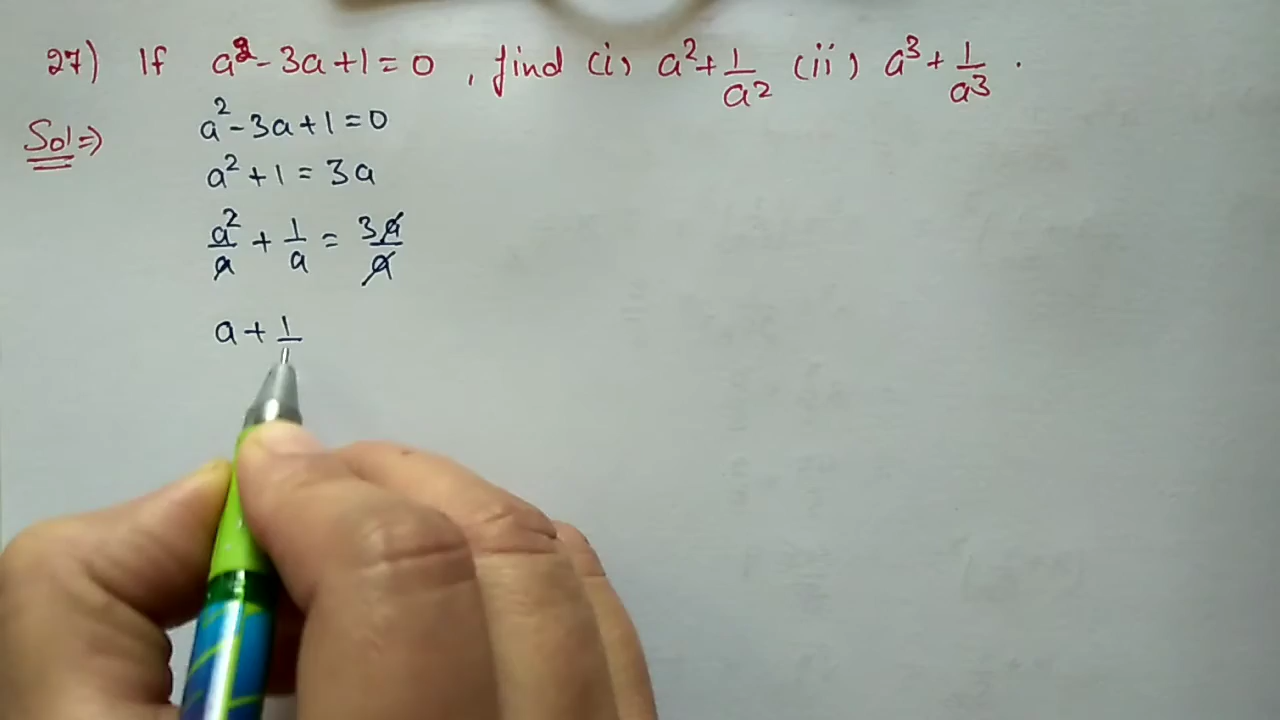 27) If a²-3a+1=0, find (i) a²+1/a² (ii) a³+1/a³.
Sol⇒ a²-3a+1=0
a²+1=3a
a²/a + 1/a = 3a/a
a+1/